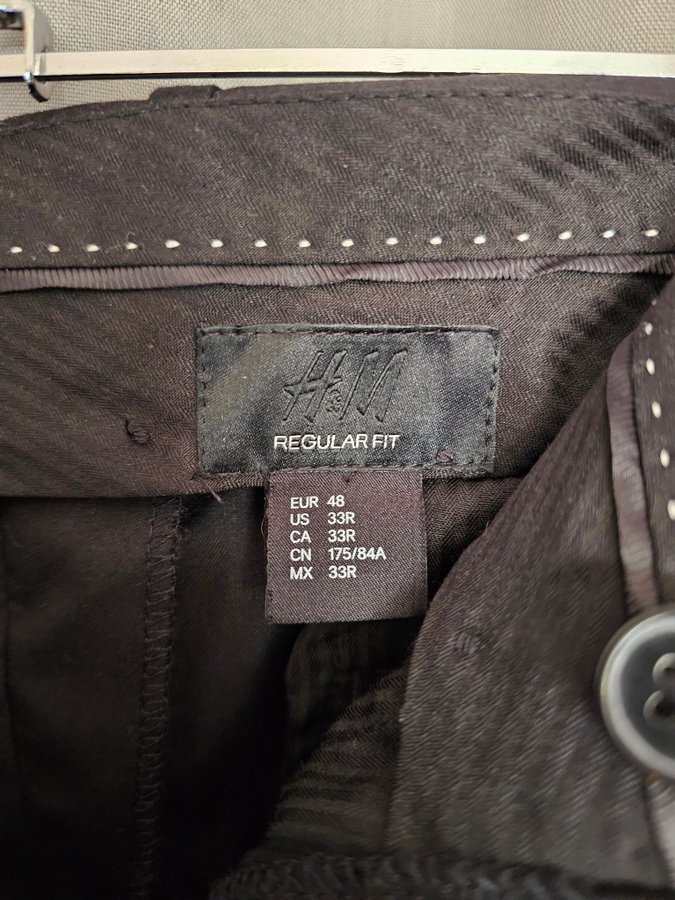 H&M
REGULAR FIT
EUR 48
US 33R
CA 33R
CN 175/84A
MX 33R